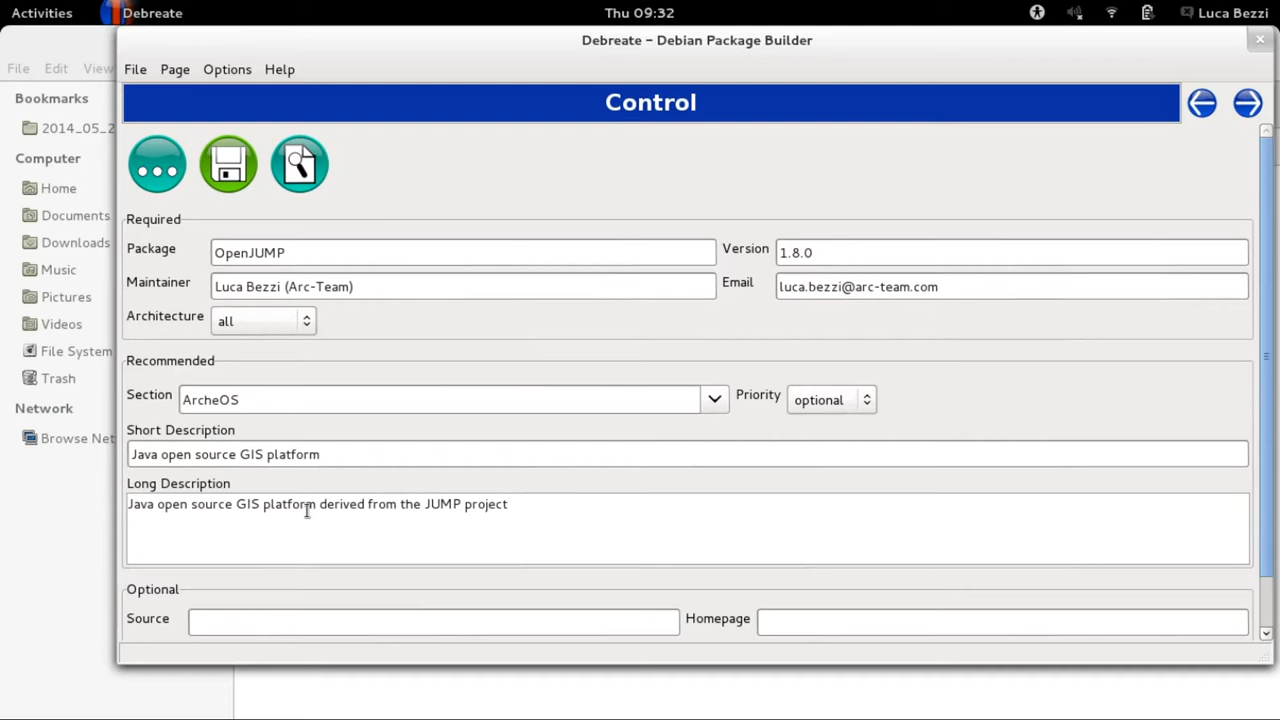 Activities Debreate Thu 09:32 Luca Bezzi
Debreate – Debian Package Builder
File Edit View
File Page Options Help
Bookmarks
2014_05_2
Computer
Home
Documents
Downloads
Music
Pictures
Videos
File System
Trash
Network
Browse Net
Control
Required
Package OpenJUMP Version 1.8.0
Maintainer Luca Bezzi (Arc-Team) Email luca.bezzi@arc-team.com
Architecture all
Recommended
Section ArcheOS Priority optional
Short Description
Java open source GIS platform
Long Description
Java open source GIS platform derived from the JUMP project
Optional
Source Homepage